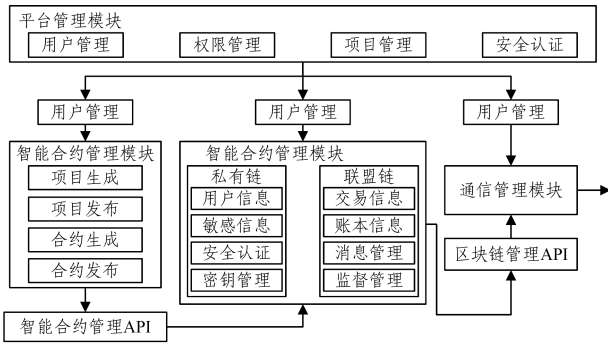 平台管理模块
用户管理 权限管理 项目管理 安全认证
用户管理 用户管理 用户管理
智能合约管理模块
项目生成
项目发布
合约生成
合约发布
智能合约管理API
智能合约管理模块
私有链
用户信息
敏感信息
安全认证
密钥管理
联盟链
交易信息
账本信息
消息管理
监督管理
通信管理模块
区块链管理API